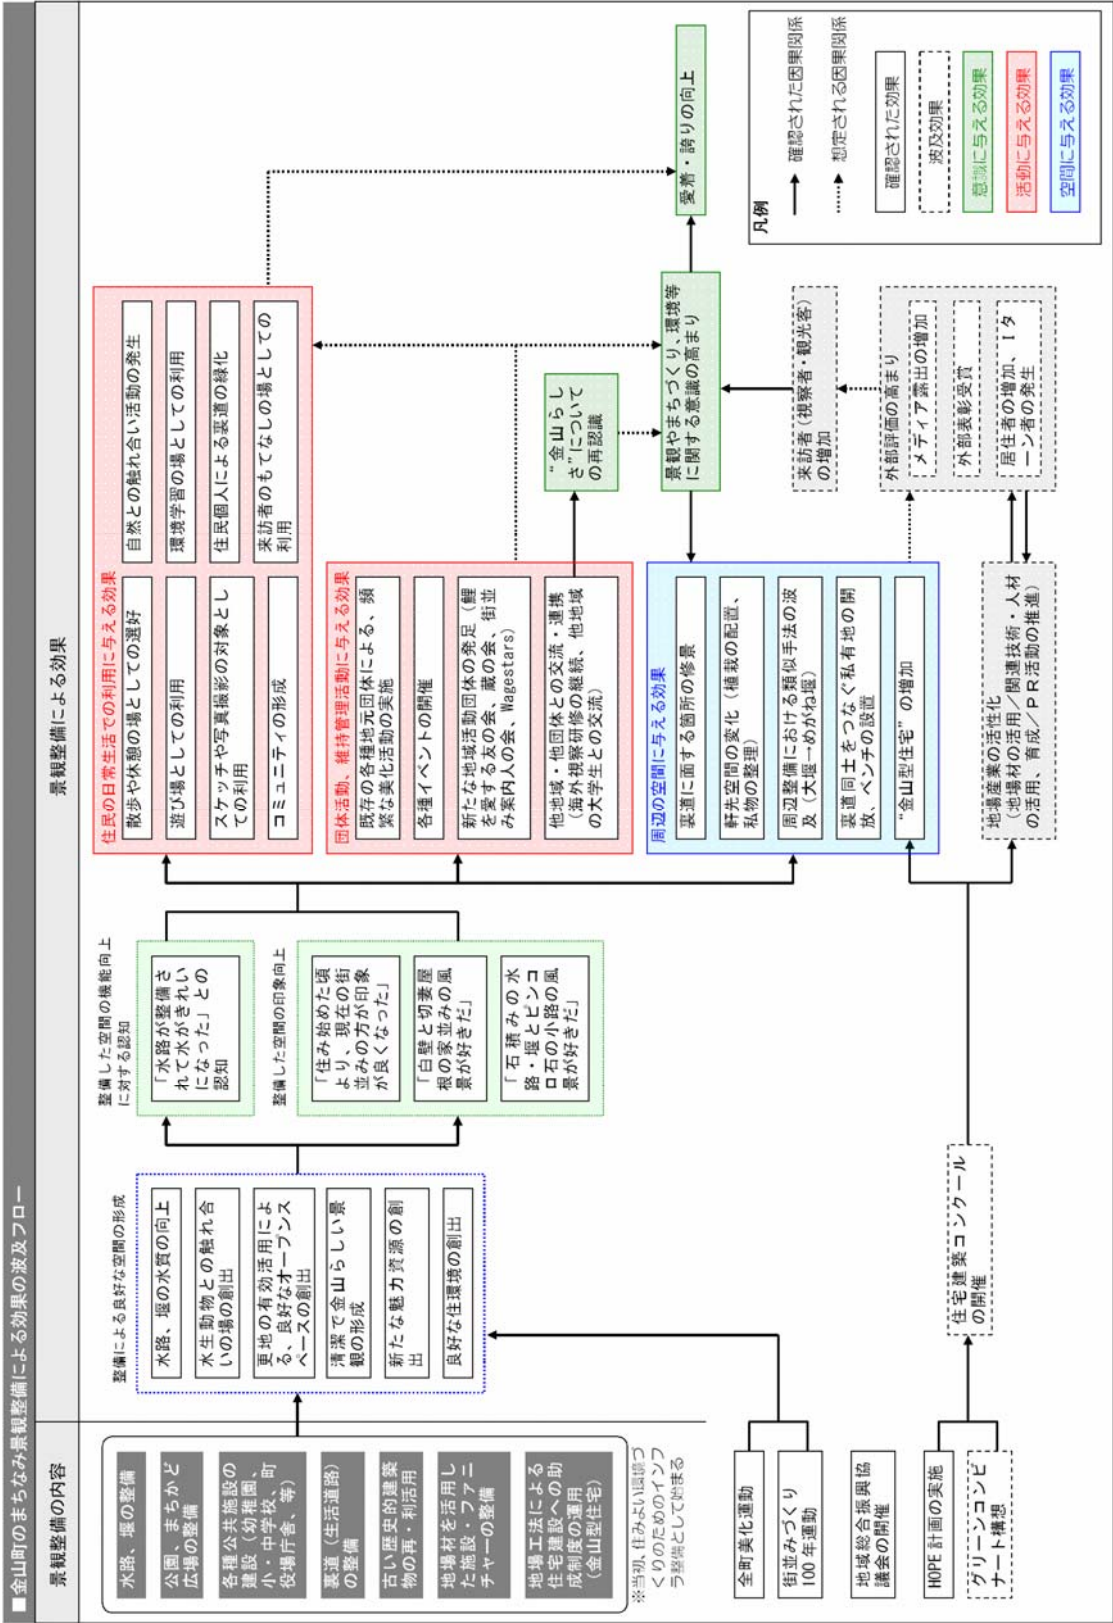 ■金山町のまちなみ景観整備による効果の波及フロー
景観整備の内容
景観整備による効果
水路、堰の整備
公園、まちかど
広場の整備
各種公共施設の
建設（幼稚園、
小・中学校、町
役場庁舎、等）
裏道（生活道路）
の整備
古い歴史的建築
物の再・利活用
地場材を活用し
た施設・ファニ
チャーの整備
地場工法による
住宅建設への助
成制度の運用
（金山型住宅）
※当初、住みよい環境づ
くりのためのインフ
ラ整備として始まる
全町美化運動
街並みづくり
100年運動
地域総合振興協
議会の開催
HOPE計画の実施
グリーンコンビ
ナート構想
整備による良好な空間の形成
水路、堰の水質の向上
水生動物との触れ合
いの場の創出
更地の有効活用によ
る、良好なオープンス
ペースの創出
清潔で金山らしい景
観の形成
新たな魅力資源の創
出
良好な住環境の創出
住宅建築コンクール
の開催
整備した空間の機能向上
に対する認知
「水路が整備さ
れて水がきれい
になった」との
認知
整備した空間の印象向上
「住み始めた頃
より、現在の街
並みの方が印象
が良くなった」
「白壁と切妻屋
根の家並みの風
景が好きだ」
「石積みの水
路・堰とピンコ
ロ石の小路の風
景が好きだ」
住民の日常生活での利用に与える効果
散歩や休憩の場としての選好
遊び場としての利用
スケッチや写真撮影の対象とし
ての利用
コミュニティの形成
自然との触れ合い活動の発生
環境学習の場としての利用
住民個人による裏道の緑化
来訪者のもてなしの場としての
利用
団体活動、維持管理活動に与える効果
既存の各種地元団体による、頻
繁な美化活動の実施
各種イベントの開催
新たな地域活動団体の発足（鯉
を愛する友の会、蔵の会、街並
み案内人の会、Wagestars）
他地域・他団体との交流・連携
（海外視察研修の継続、他地域
の大学生との交流）
周辺の空間に与える効果
裏道に面する箇所の修景
軒先空間の変化（植栽の配置、
私物の整理）
周辺整備における類似手法の波
及（大堰→めがね堰）
裏道同士をつなぐ私有地の開
放、ベンチの設置
“金山型住宅”の増加
地場産業の活性化
（地場材の活用／関連技術・人材
の活用、育成／ＰＲ活動の推進）
“金山らし
さ”について
の再認識
景観やまちづくり、環境等
に関する意識の高まり
来訪者（視察者・観光客）
の増加
外部評価の高まり
メディア露出の増加
外部表彰受賞
居住者の増加、Ｉタ
ーン者の発生
愛着・誇りの向上
凡例
確認された因果関係
想定される因果関係
確認された効果
波及効果
意識に与える効果
活動に与える効果
空間に与える効果